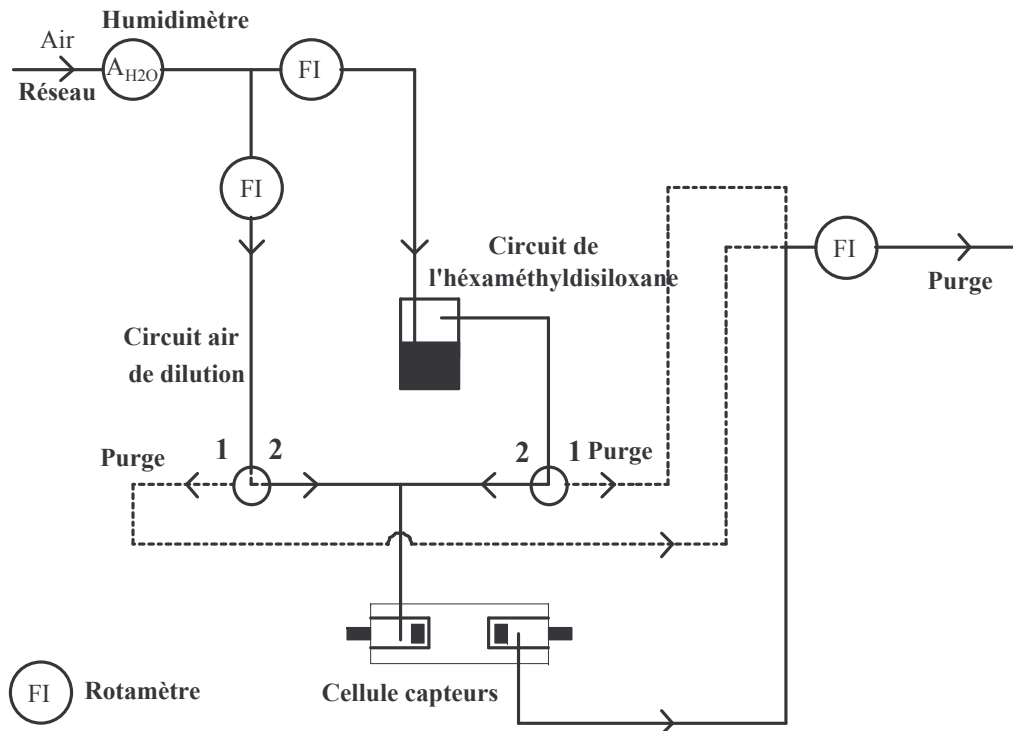 Humidimètre
Air
A_H2O
FI
Réseau
FI
Circuit de
l'héxaméthyldisiloxane
FI
Purge
Circuit air
de dilution
Purge
1
2
2
1
Purge
Cellule capteurs
FI
Rotamètre